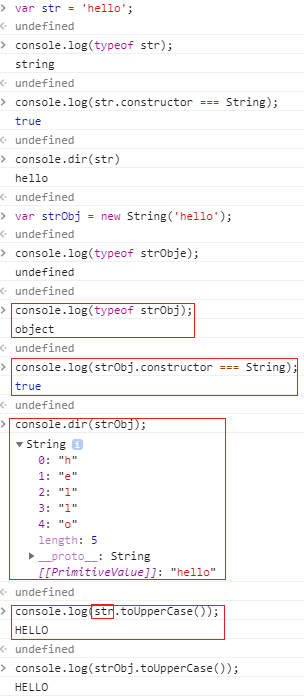 > var str = 'hello';
< undefined
> console.log(typeof str);
string
< undefined
> console.log(str.constructor === String);
true
< undefined
> console.dir(str)
hello
< undefined
> var strObj = new String('hello');
< undefined
> console.log(typeof strObje);
undefined
< undefined
> console.log(typeof strObj);
object
< undefined
> console.log(strObj.constructor === String);
true
< undefined
> console.dir(strObj);
▼String i
0: "h"
1: "e"
2: "l"
3: "l"
4: "o"
length: 5
▶__proto__: String
[[PrimitiveValue]]: "hello"
< undefined
> console.log(str.toUpperCase());
HELLO
< undefined
> console.log(strObj.toUpperCase());
HELLO